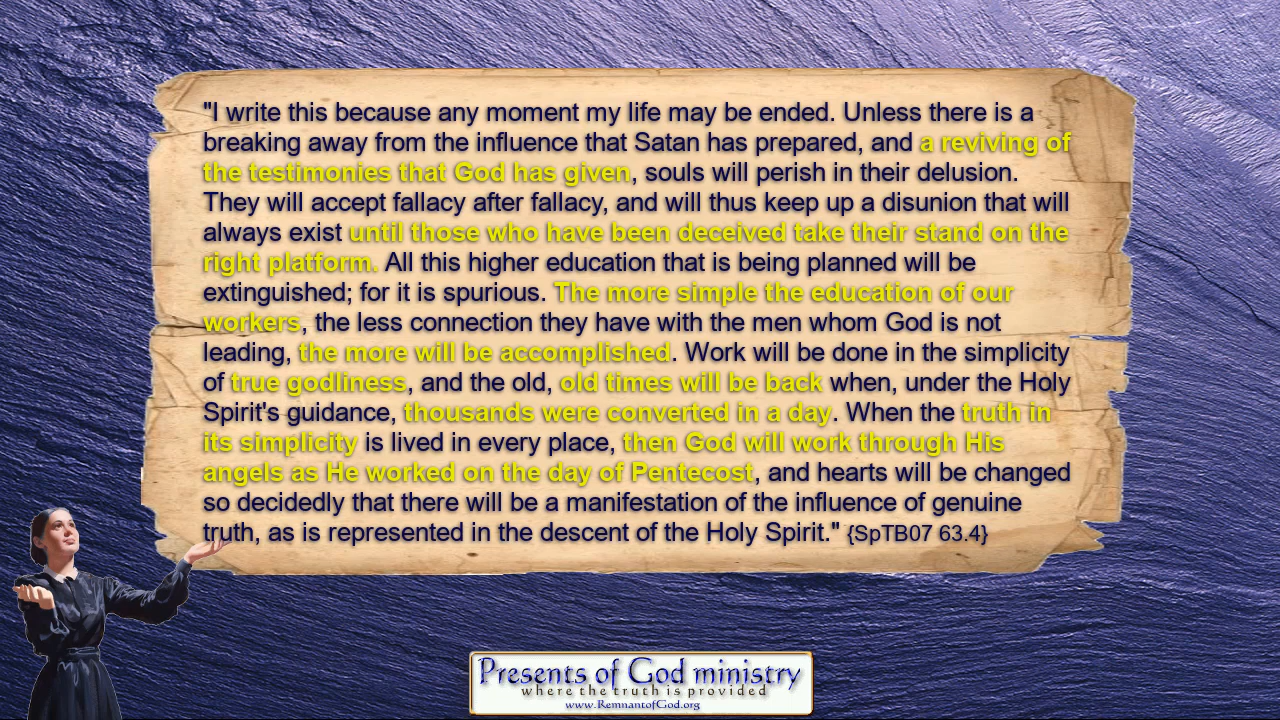 "I write this because any moment my life may be ended. Unless there is a
breaking away from the influence that Satan has prepared, and a reviving of
the testimonies that God has given, souls will perish in their delusion.
They will accept fallacy after fallacy, and will thus keep up a disunion that will
always exist until those who have been deceived take their stand on the
right platform. All this higher education that is being planned will be
extinguished; for it is spurious. The more simple the education of our
workers, the less connection they have with the men whom God is not
leading, the more will be accomplished. Work will be done in the simplicity
of true godliness, and the old, old times will be back when, under the Holy
Spirit's guidance, thousands were converted in a day. When the truth in
its simplicity is lived in every place, then God will work through His
angels as He worked on the day of Pentecost, and hearts will be changed
so decidedly that there will be a manifestation of the influence of genuine
truth, as is represented in the descent of the Holy Spirit." {SpTB07 63.4}
Presents of God ministry
where the truth is provided
www.RemnantofGod.org